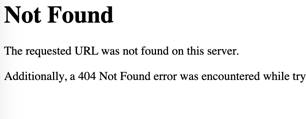 Not Found
The requested URL was not found on this server.
Additionally, a 404 Not Found error was encountered while try